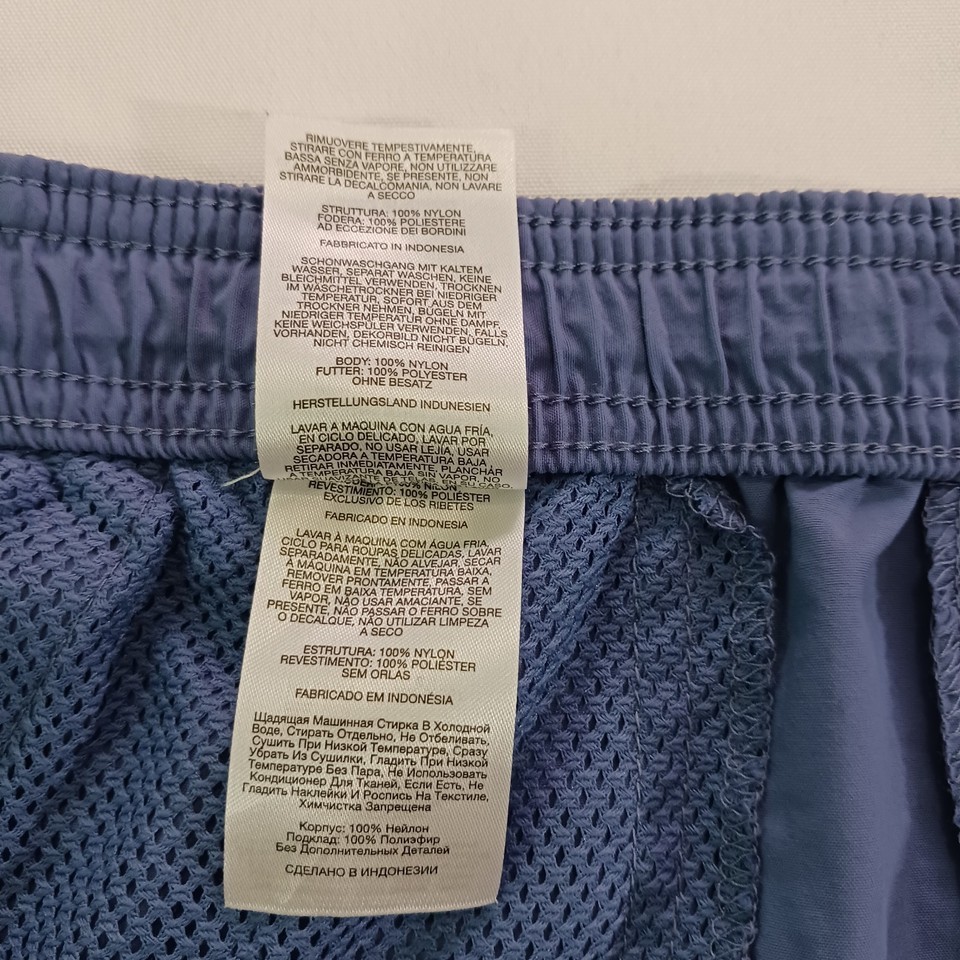 RIMUOVERE TEMPESTIVAMENTE,
STIRARE CON FERRO A TEMPERATURA
BASSA SENZA VAPORE, NON UTILIZZARE
AMMORBIDENTE, SE PRESENTE, NON
STIRARE LA DECALCOMANIA, NON LAVARE
A SECCO
STRUTTURA: 100% NYLON
FODERA: 100% POLIESTERE
AD ECCEZIONE DEI BORDINI
FABBRICATO IN INDONESIA
SCHONWASCHGANG MIT KALTEM
WASSER, SEPARAT WASCHEN, KEINE
BLEICHMITTEL VERWENDEN, TROCKNEN
IM WÄSCHETROCKNER BEI NIEDRIGER
TEMPERATUR, SOFORT AUS DEM
TROCKNER NEHMEN, BÜGELN MIT
NIEDRIGER TEMPERATUR OHNE DAMPF,
KEINE WEICHSPÜLER VERWENDEN, FALLS
VORHANDEN, DEKORBILD NICHT BÜGELN,
NICHT CHEMISCH REINIGEN
BODY: 100% NYLON
FUTTER: 100% POLYESTER
OHNE BESATZ
HERSTELLUNGSLAND INDUNESIEN
LAVAR A MAQUINA CON AGUA FRÍA,
EN CICLO DELICADO, LAVAR POR
SEPARADO, NO USAR LEJÍA, USAR
SECADORA A TEMPERATURA BAJA
RETIRAR INMEDIATAMENTE, PLANCHAR
A TEMPERATURA BAJA SIN VAPOR, NO
REVESTIMIENTO: 100% POLIÉSTER
EXCLUSIVO DE LOS RIBETES
FABRICADO EN INDONESIA
LAVAR À MAQUINA COM ÁGUA FRIA,
CICLO PARA ROUPAS DELICADAS, LAVAR
SEPARADAMENTE, NÃO ALVEJAR, SECAR
À MÁQUINA EM TEMPERATURA BAIXA,
REMOVER PRONTAMENTE, PASSAR A
FERRO EM BAIXA TEMPERATURA, SEM
VAPOR, NÃO USAR AMACIANTE, SE
PRESENTE, NÃO PASSAR O FERRO SOBRE
O DECALQUE, NÃO UTILIZAR LIMPEZA
A SECO
ESTRUTURA: 100% NYLON
REVESTIMENTO: 100% POLIÉSTER
SEM ORLAS
FABRICADO EM INDONÉSIA
Щадящая Машинная Стирка В Холодной
Воде, Стирать Отдельно, Не Отбеливать,
Сушить При Низкой Температуре, Сразу
Убрать Из Сушилки, Гладить При Низкой
Температуре Без Пара, Не Использовать
Кондиционер Для Тканей, Если Есть, Не
Гладить Наклейки И Роспись На Текстиле,
Химчистка Запрещена
Корпус: 100% Нейлон
Подклад: 100% Полиэфир
Без Дополнительных Деталей
СДЕЛАНО В ИНДОНЕЗИИ